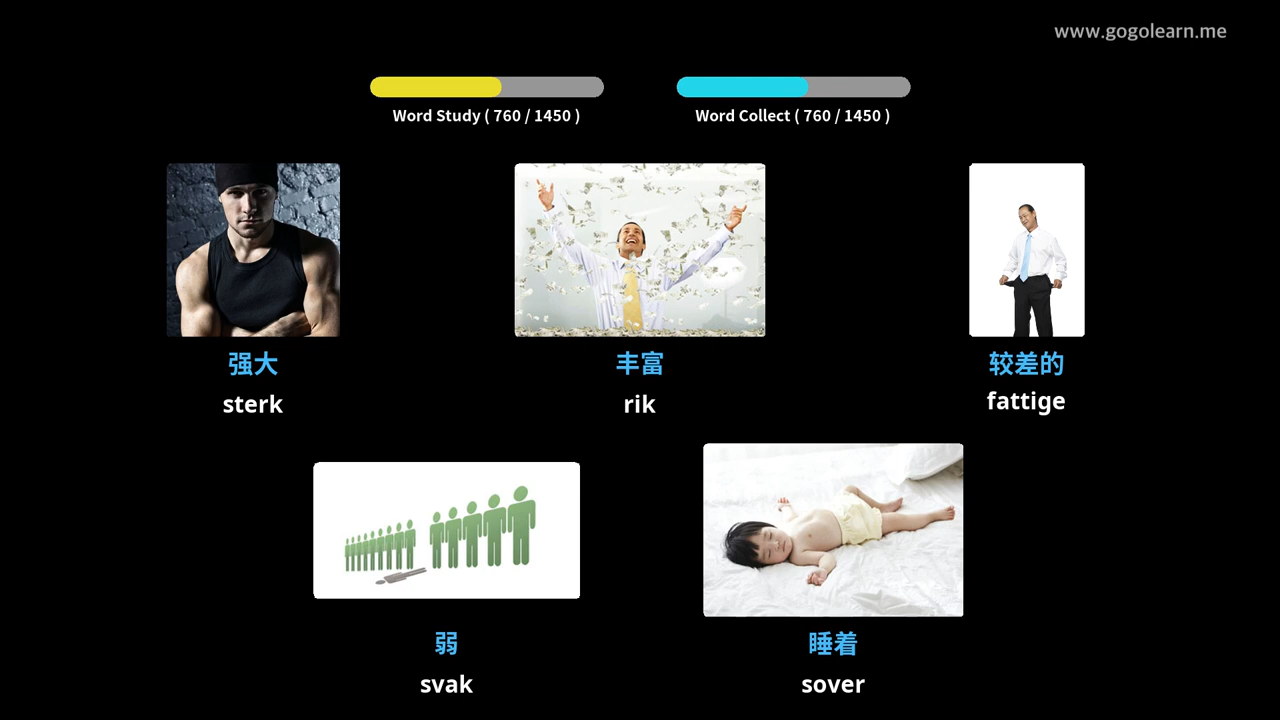 www.gogolearn.me
Word Study ( 760 / 1450 )
Word Collect ( 760 / 1450 )
强大
sterk
丰富
rik
较差的
fattige
弱
svak
睡着
sover